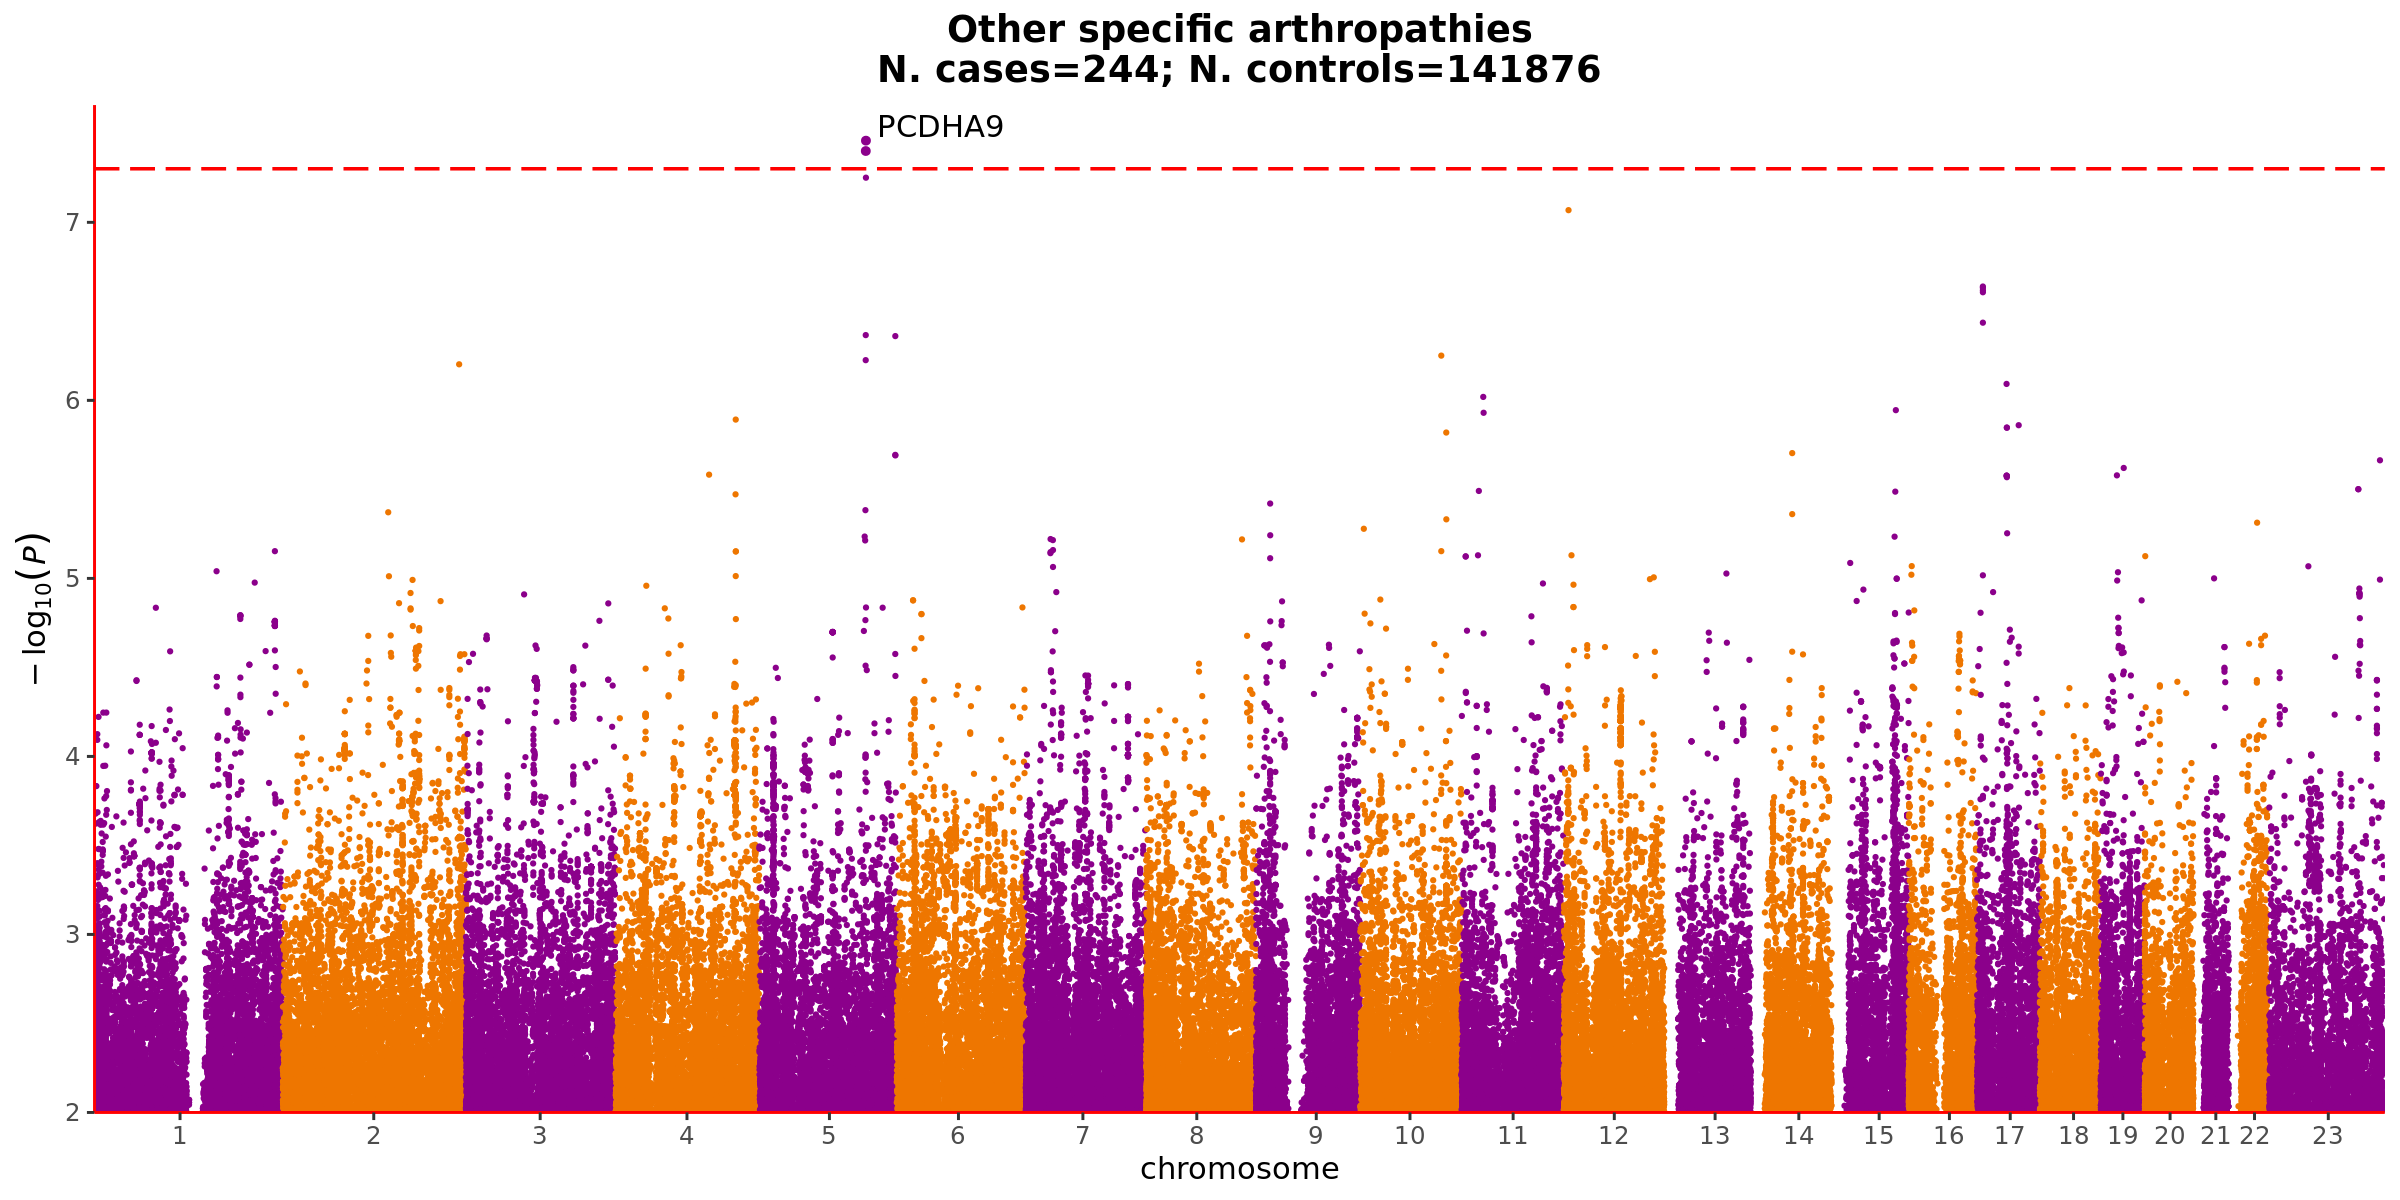 Other specific arthropathies
N. cases=244; N. controls=141876
PCDHA9
7
6
5
4
3
2
− log10(P)
1 2 3 4 5 6 7 8 9 10 11 12 13 14 15 16 17 18 19 20 21 22 23
chromosome